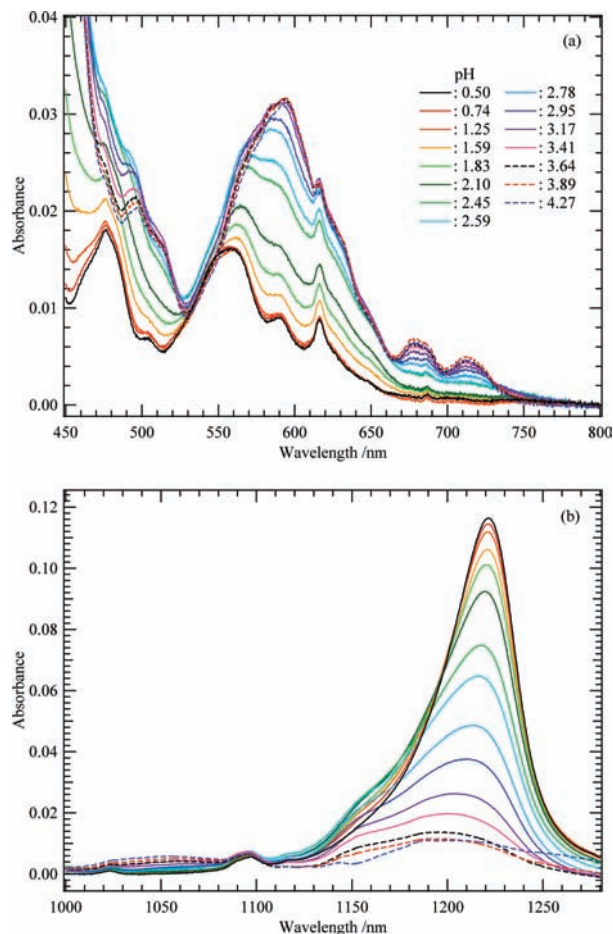 0.04
(a)
pH
: 0.50 : 2.78
: 0.74 : 2.95
0.03
: 1.25 : 3.17
: 1.59 : 3.41
: 1.83 : 3.64
: 2.10 : 3.89
: 2.45 : 4.27
: 2.59
Absorbance
0.02
0.01
0.00
450 500 550 600 650 700 750 800
Wavelength /nm
(b)
0.12
0.10
0.08
Absorbance
0.06
0.04
0.02
0.00
1000 1050 1100 1150 1200 1250
Wavelength /nm